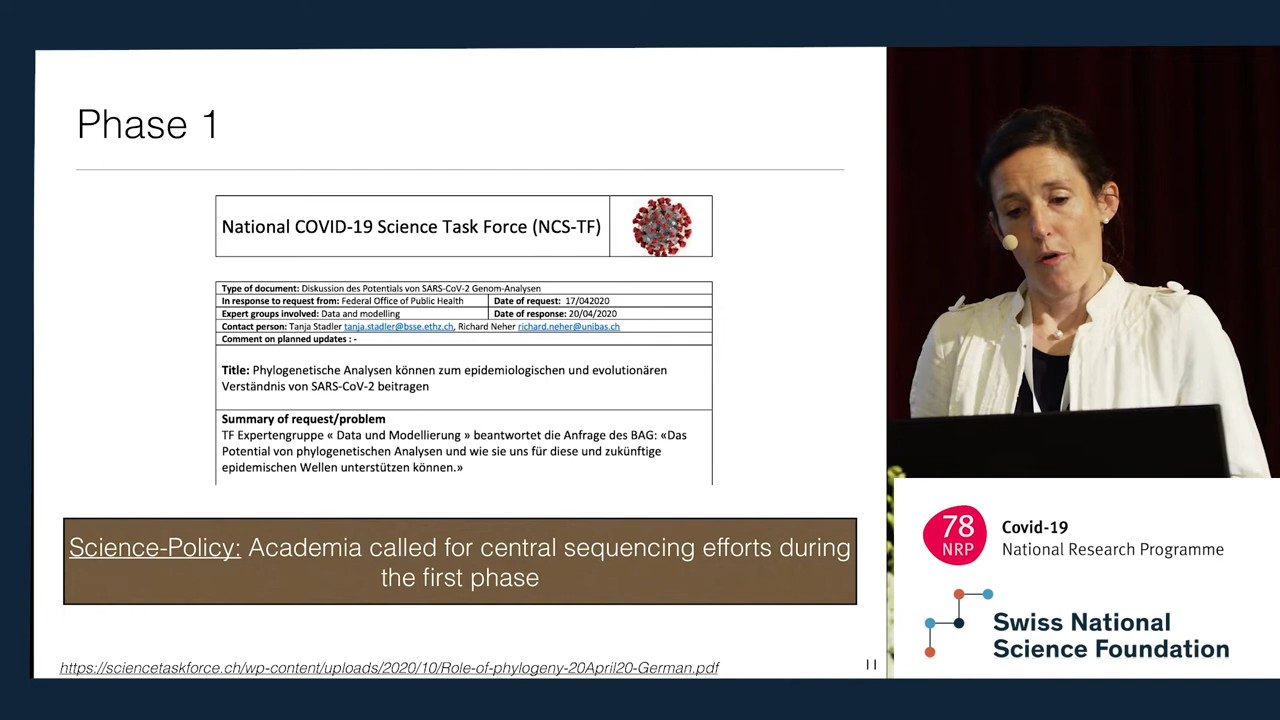 Phase 1
National COVID-19 Science Task Force (NCS-TF)
Type of document: Diskussion des Potentials von SARS-CoV-2 Genom-Analysen
In response to request from: Federal Office of Public Health
Date of request: 17/042020
Expert groups involved: Data and modelling
Date of response: 20/04/2020
Contact person: Tanja Stadler tanja.stadler@bsse.ethz.ch, Richard Neher richard.neher@unibas.ch
Comment on planned updates : -
Title: Phylogenetische Analysen können zum epidemiologischen und evolutionären
Verständnis von SARS-CoV-2 beitragen
Summary of request/problem
TF Expertengruppe « Data und Modellierung » beantwortet die Anfrage des BAG: «Das
Potential von phylogenetischen Analysen und wie sie uns für diese und zukünftige
epidemischen Wellen unterstützen können.»
Science-Policy: Academia called for central sequencing efforts during
the first phase
https://sciencetaskforce.ch/wp-content/uploads/2020/10/Role-of-phylogeny-20April20-German.pdf
11
78
NRP
Covid-19
National Research Programme
Swiss National
Science Foundation